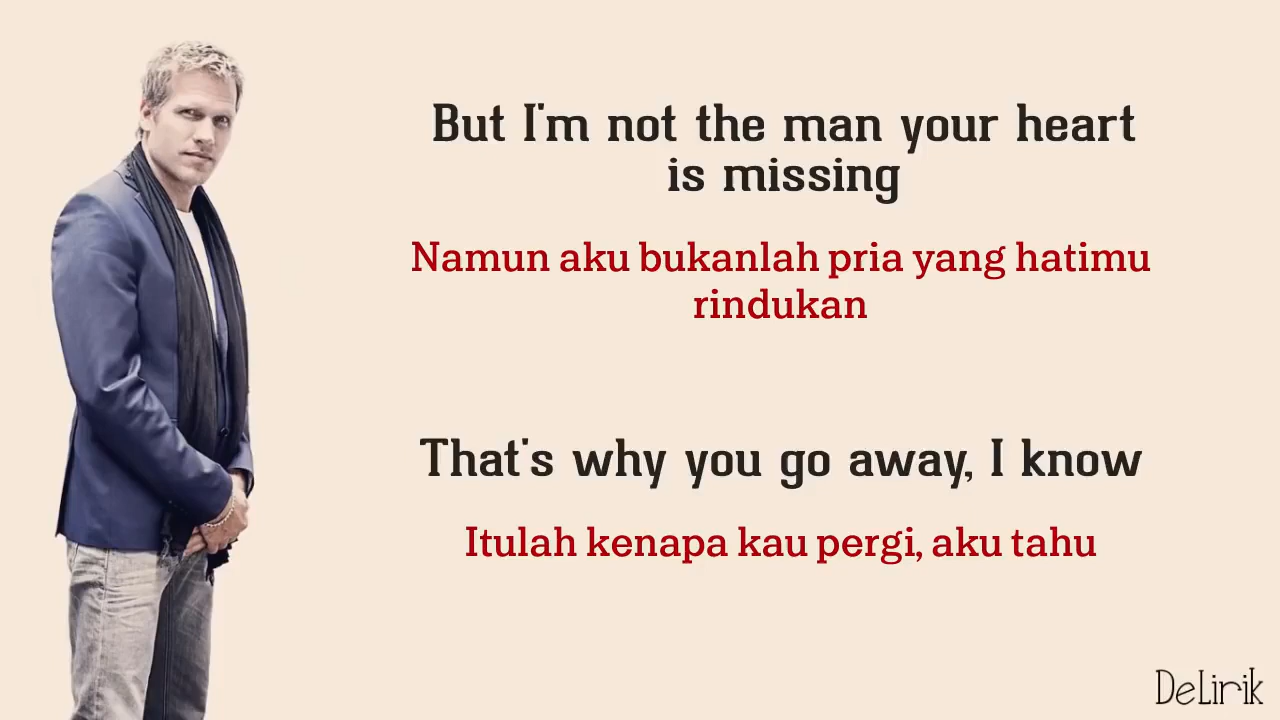 But I'm not the man your heart
is missing
Namun aku bukanlah pria yang hatimu
rindukan
That's why you go away, I know
Itulah kenapa kau pergi, aku tahu
DeLirik